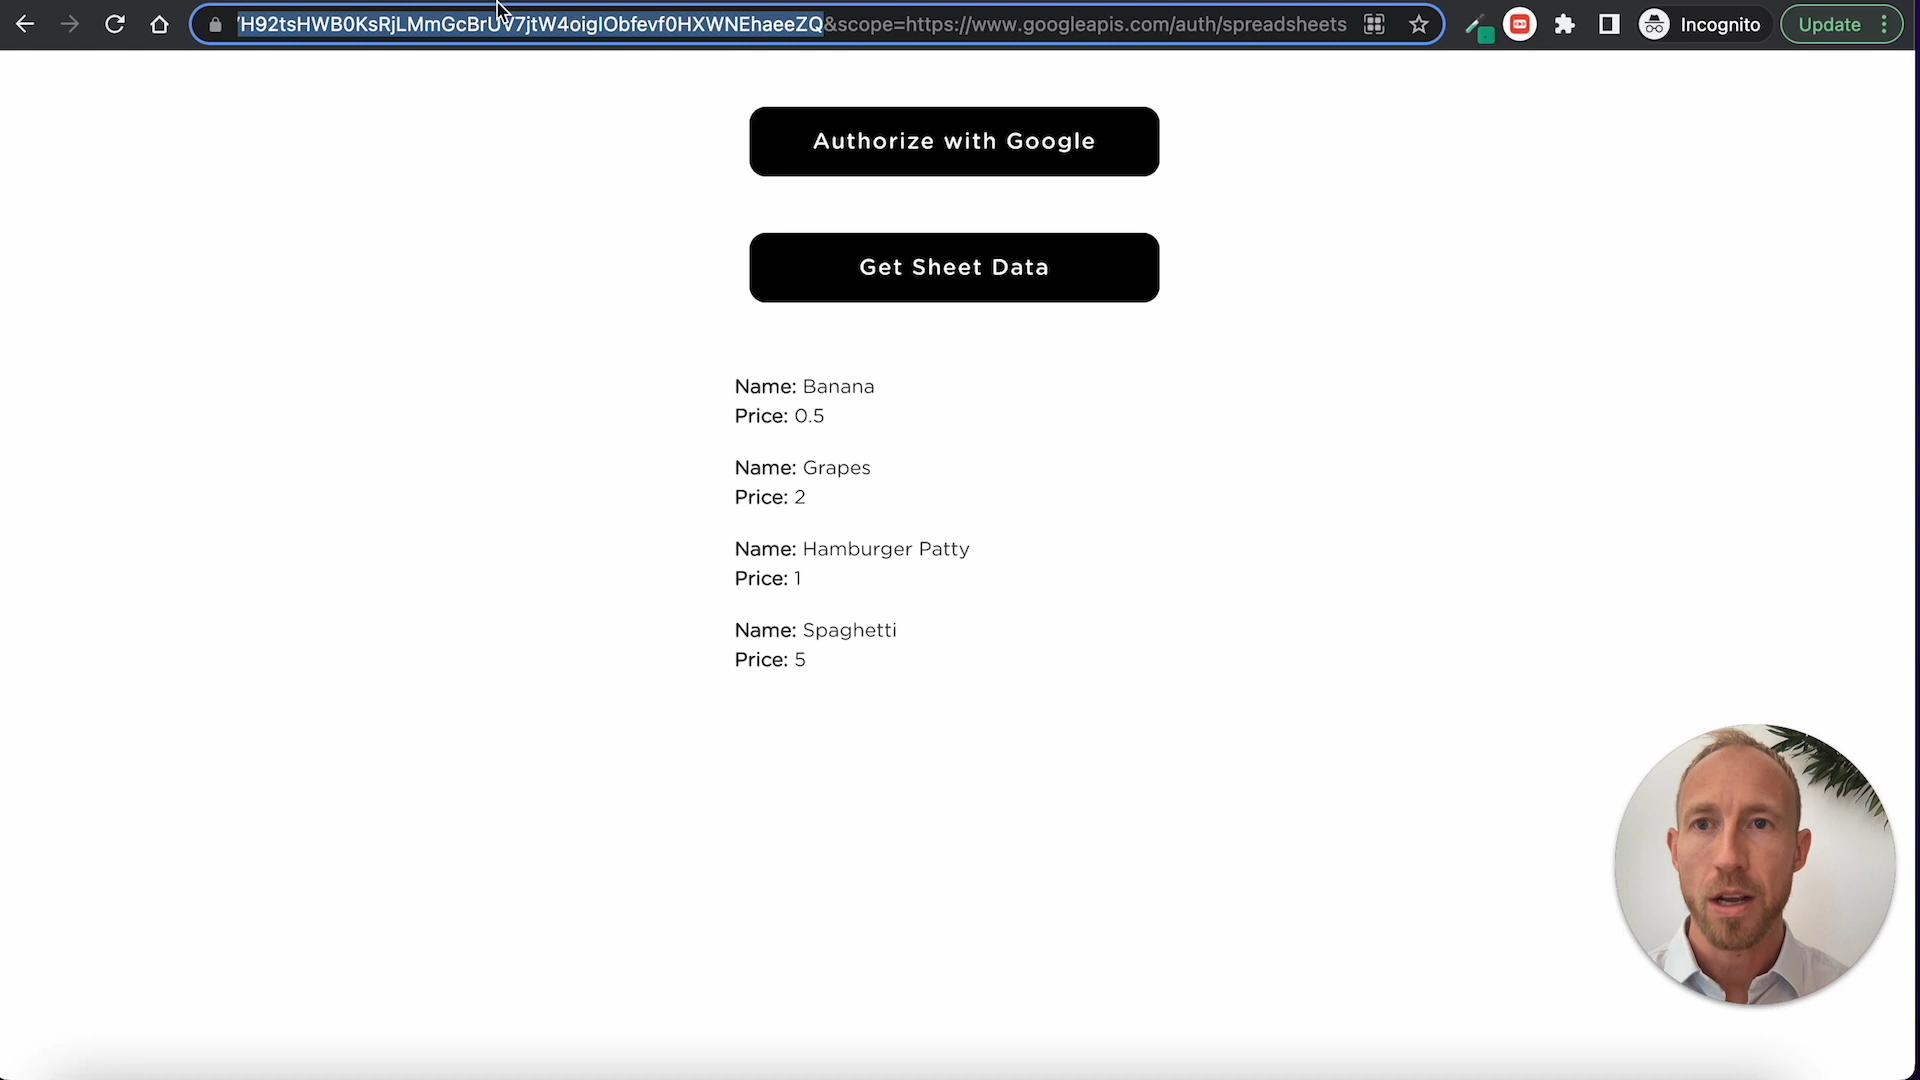 'H92tsHWB0KsRjLMmGcBrUV7jtW4oigIObfevf0HXWNEhaeeZQ&scope=https://www.googleapis.com/auth/spreadsheets
Incognito
Update
Authorize with Google
Get Sheet Data
Name: Banana
Price: 0.5
Name: Grapes
Price: 2
Name: Hamburger Patty
Price: 1
Name: Spaghetti
Price: 5